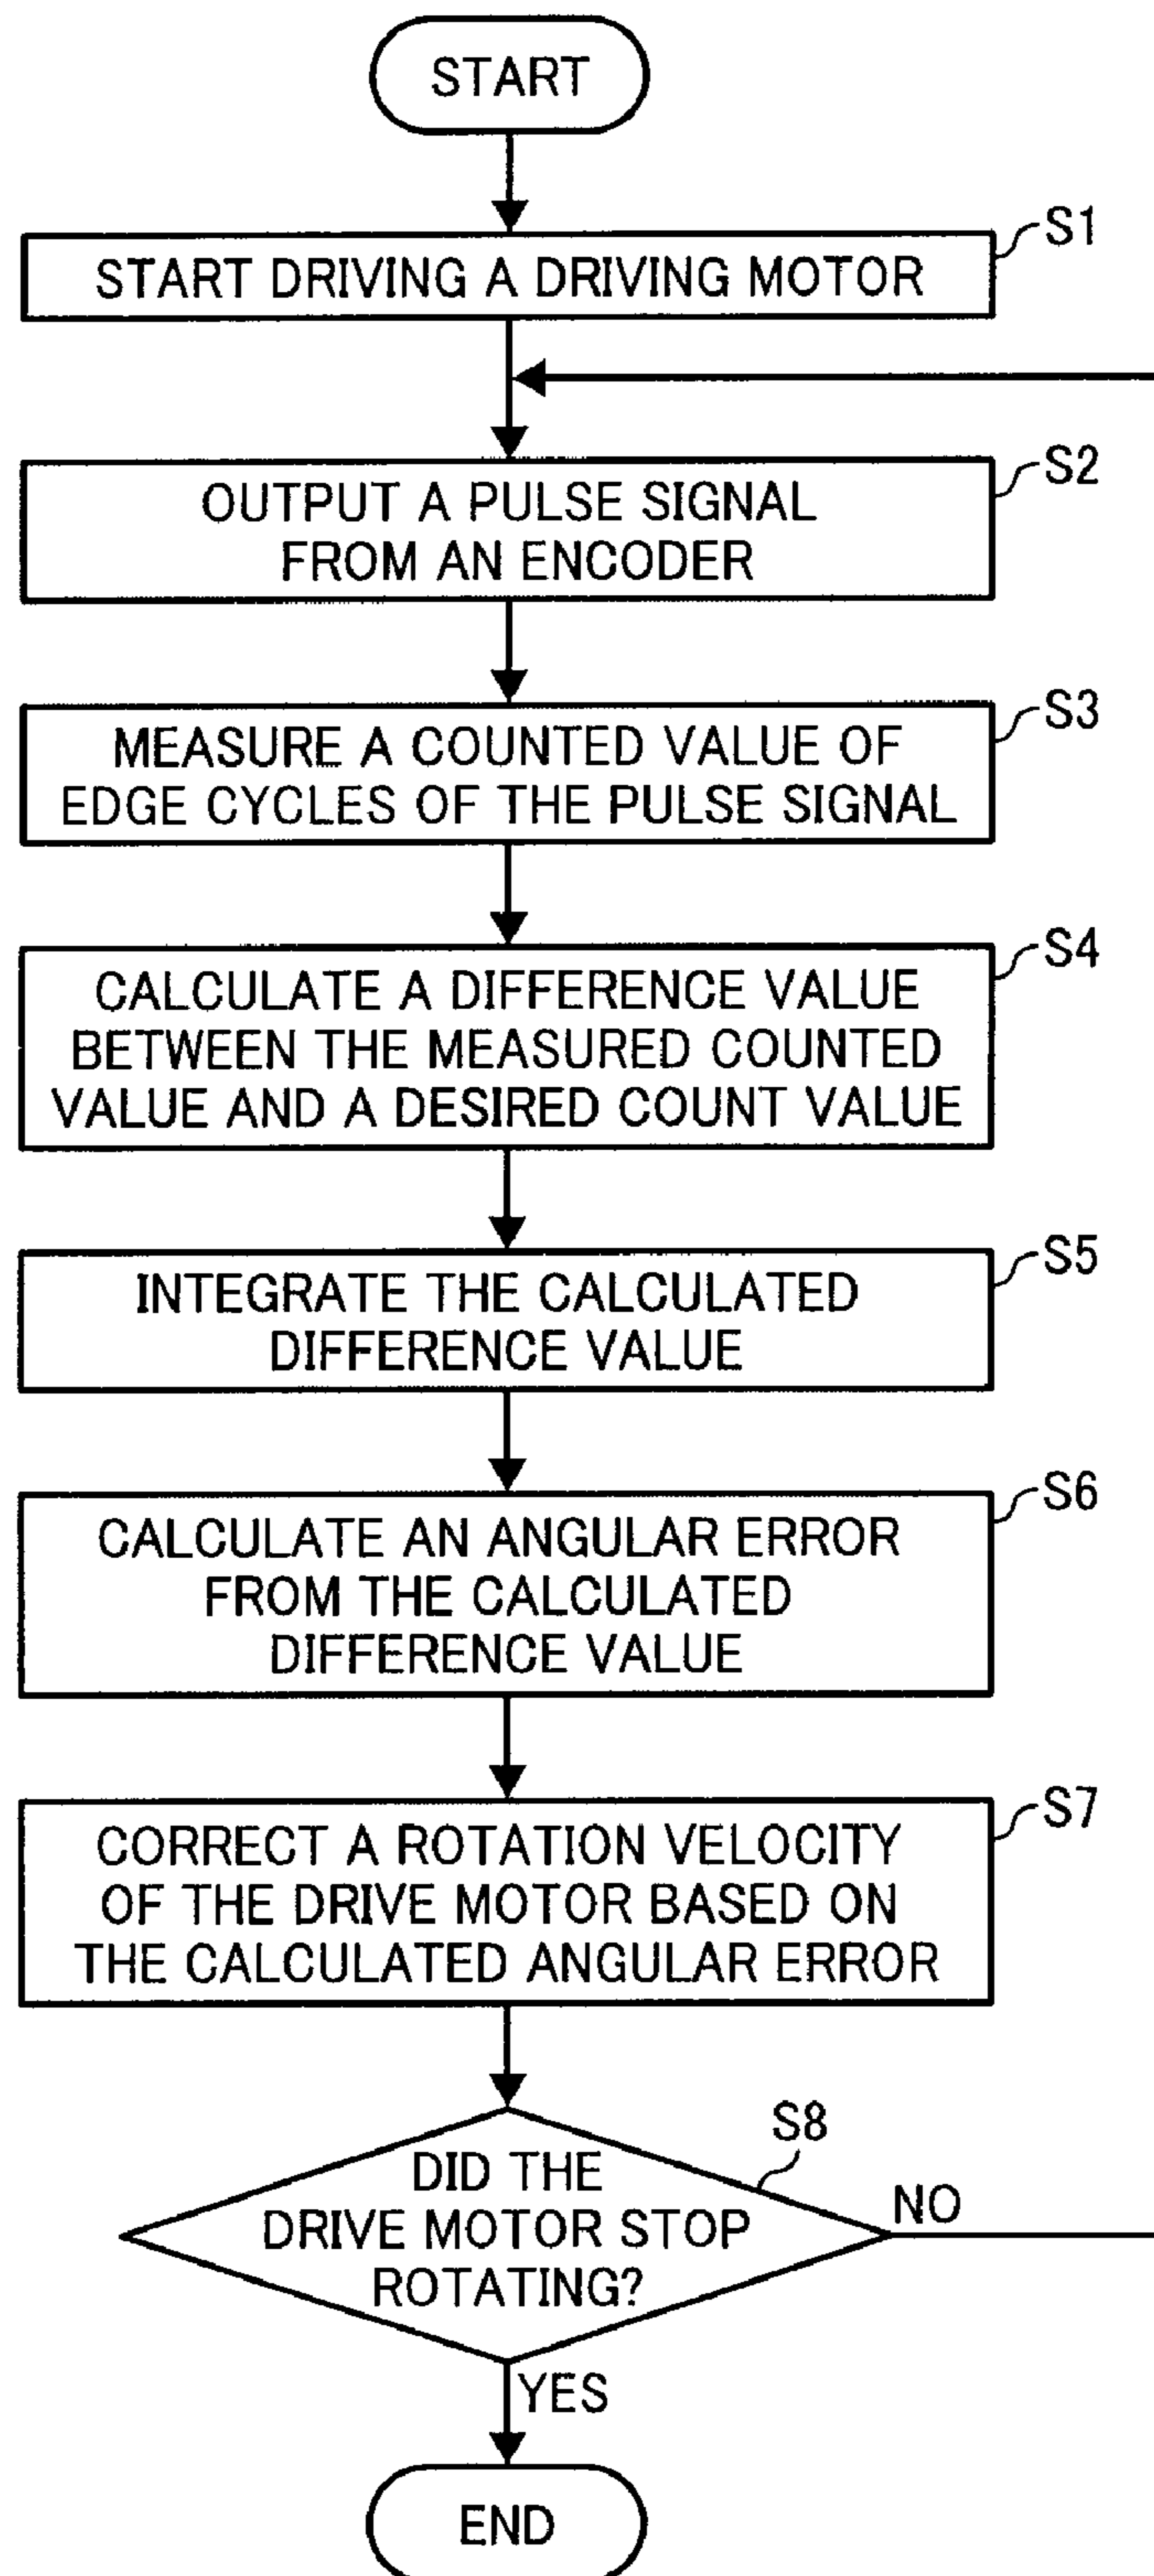 START
S1
START DRIVING A DRIVING MOTOR
S2
OUTPUT A PULSE SIGNAL
FROM AN ENCODER
S3
MEASURE A COUNTED VALUE OF
EDGE CYCLES OF THE PULSE SIGNAL
S4
CALCULATE A DIFFERENCE VALUE
BETWEEN THE MEASURED COUNTED
VALUE AND A DESIRED COUNT VALUE
S5
INTEGRATE THE CALCULATED
DIFFERENCE VALUE
S6
CALCULATE AN ANGULAR ERROR
FROM THE CALCULATED
DIFFERENCE VALUE
S7
CORRECT A ROTATION VELOCITY
OF THE DRIVE MOTOR BASED ON
THE CALCULATED ANGULAR ERROR
S8
DID THE
DRIVE MOTOR STOP
ROTATING?
NO
YES
END